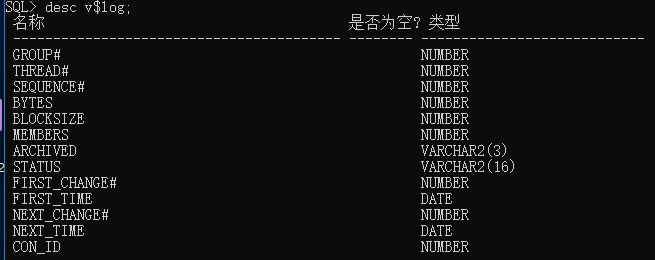 SQL> desc v$log;
名称 是否为空? 类型
----------------------------------------- -------- ----------------------------
GROUP# NUMBER
THREAD# NUMBER
SEQUENCE# NUMBER
BYTES NUMBER
BLOCKSIZE NUMBER
MEMBERS NUMBER
ARCHIVED VARCHAR2(3)
STATUS VARCHAR2(16)
FIRST_CHANGE# NUMBER
FIRST_TIME DATE
NEXT_CHANGE# NUMBER
NEXT_TIME DATE
CON_ID NUMBER